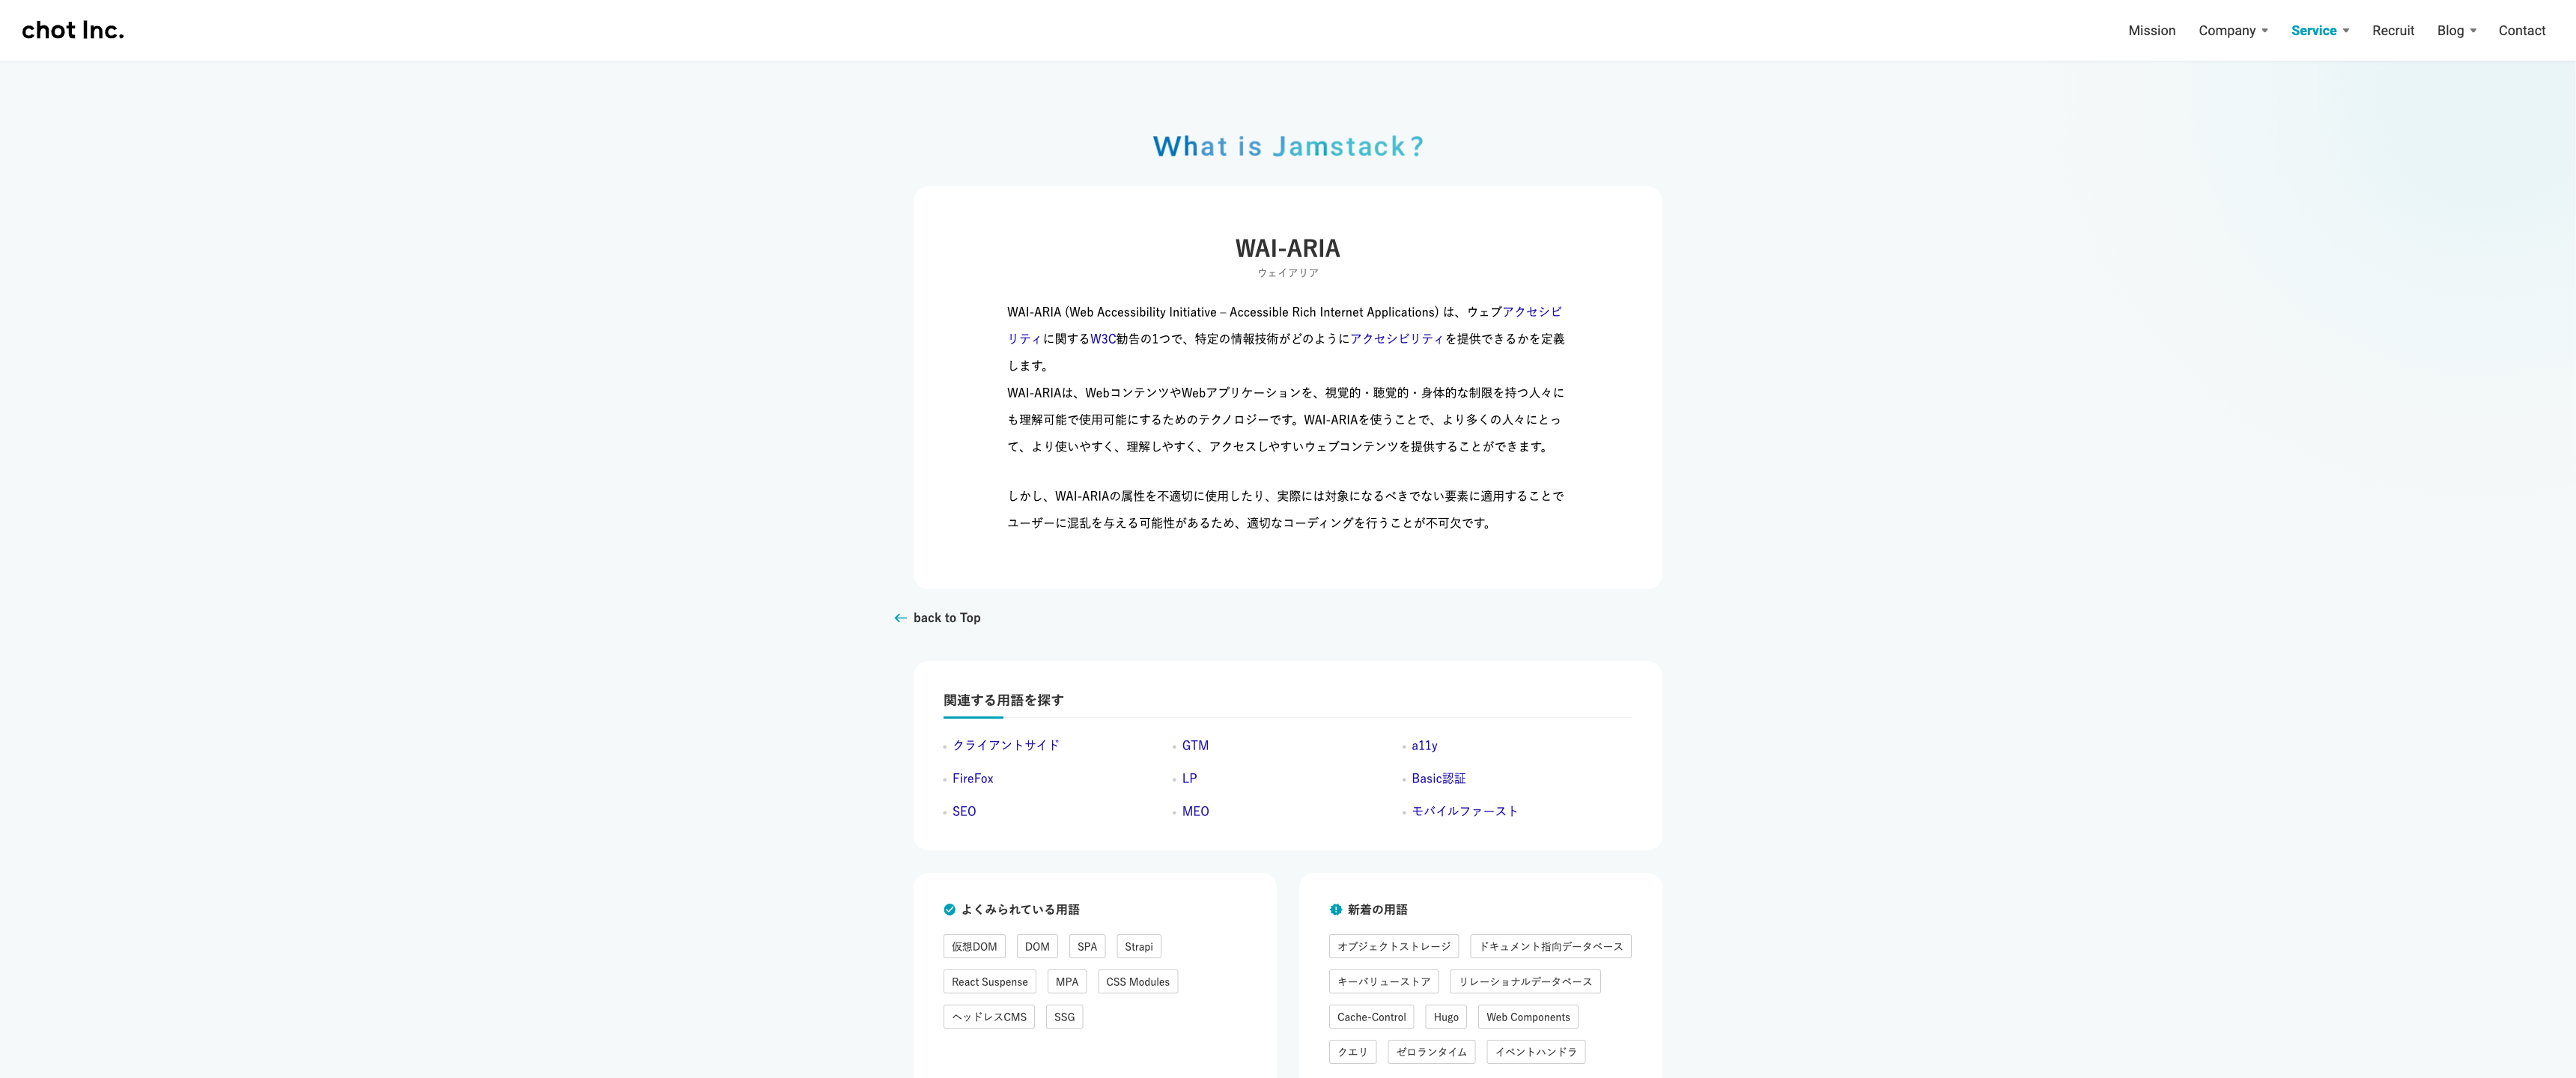 chot Inc.
Mission Company Service Recruit Blog Contact
What is Jamstack?
WAI-ARIA
ウェイアリア
WAI-ARIA (Web Accessibility Initiative – Accessible Rich Internet Applications) は、ウェブアクセシビ
リティに関するW3C勧告の1つで、特定の情報技術がどのようにアクセシビリティを提供できるかを定義
します。
WAI-ARIAは、WebコンテンツやWebアプリケーションを、視覚的・聴覚的・身体的な制限を持つ人々に
も理解可能で使用可能にするためのテクノロジーです。WAI-ARIAを使うことで、より多くの人々にとっ
て、より使いやすく、理解しやすく、アクセスしやすいウェブコンテンツを提供することができます。
しかし、WAI-ARIAの属性を不適切に使用したり、実際には対象になるべきでない要素に適用することで
ユーザーに混乱を与える可能性があるため、適切なコーディングを行うことが不可欠です。
back to Top
関連する用語を探す
クライアントサイド GTM a11y
FireFox LP Basic認証
SEO MEO モバイルファースト
よくみられている用語
仮想DOM DOM SPA Strapi
React Suspense MPA CSS Modules
ヘッドレスCMS SSG
新着の用語
オブジェクトストレージ ドキュメント指向データベース
キーバリューストア リレーショナルデータベース
Cache-Control Hugo Web Components
クエリ ゼロランタイム イベントハンドラ